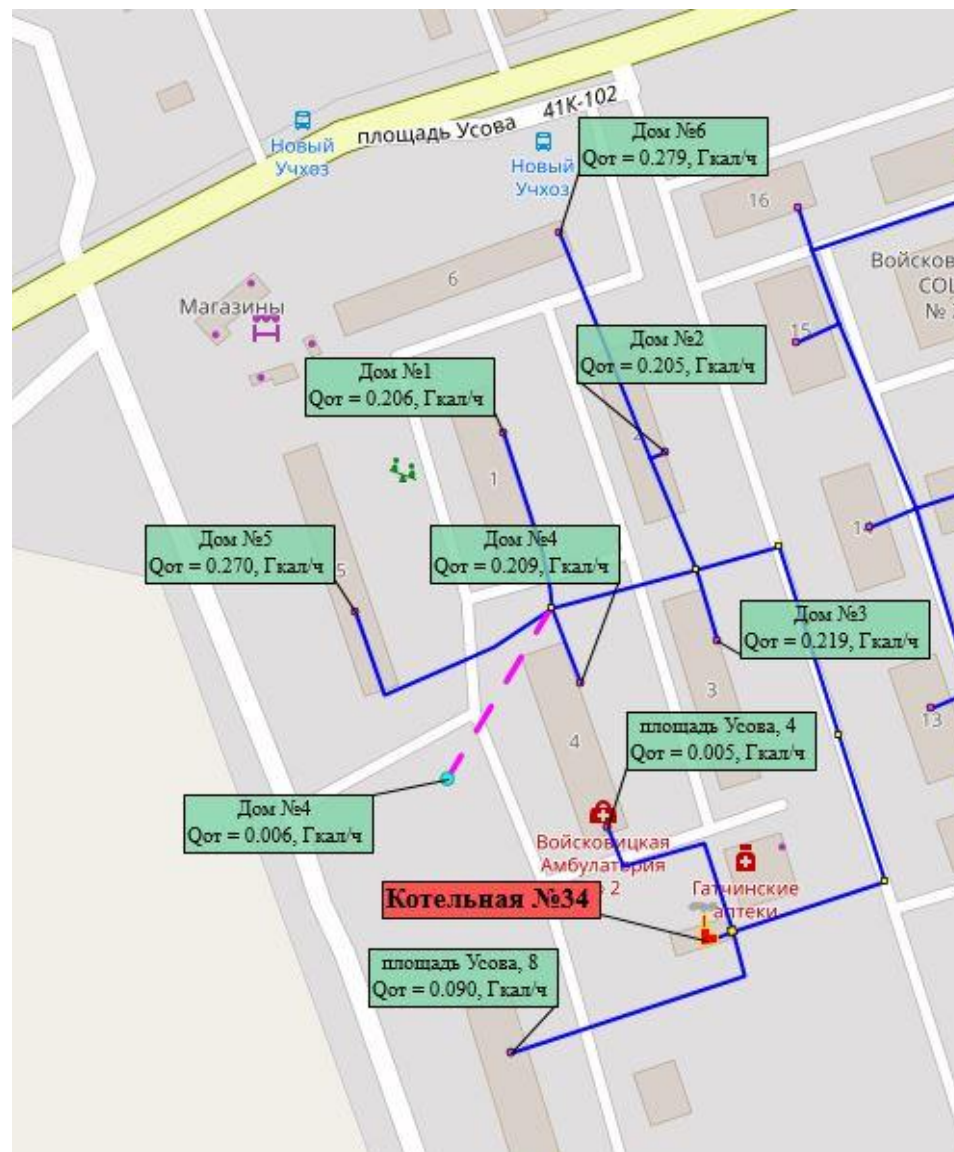 площадь Усова 41К-102
Новый
Учхоз
Новый
Учхоз
Дом №6
Qот = 0.279, Гкал/ч
16
Войсков
СОШ
№
6
Магазины
15
Дом №2
Qот = 0.205, Гкал/ч
2
Дом №1
Qот = 0.206, Гкал/ч
1
Дом №5
Qот = 0.270, Гкал/ч
5
Дом №4
Qот = 0.209, Гкал/ч
Дом №3
Qот = 0.219, Гкал/ч
3
13
4
площадь Усова, 4
Qот = 0.005, Гкал/ч
Дом №4
Qот = 0.006, Гкал/ч
Войсковицкая
Амбулатория
2
Гатчинские
аптеки
Котельная №34
площадь Усова, 8
Qот = 0.090, Гкал/ч